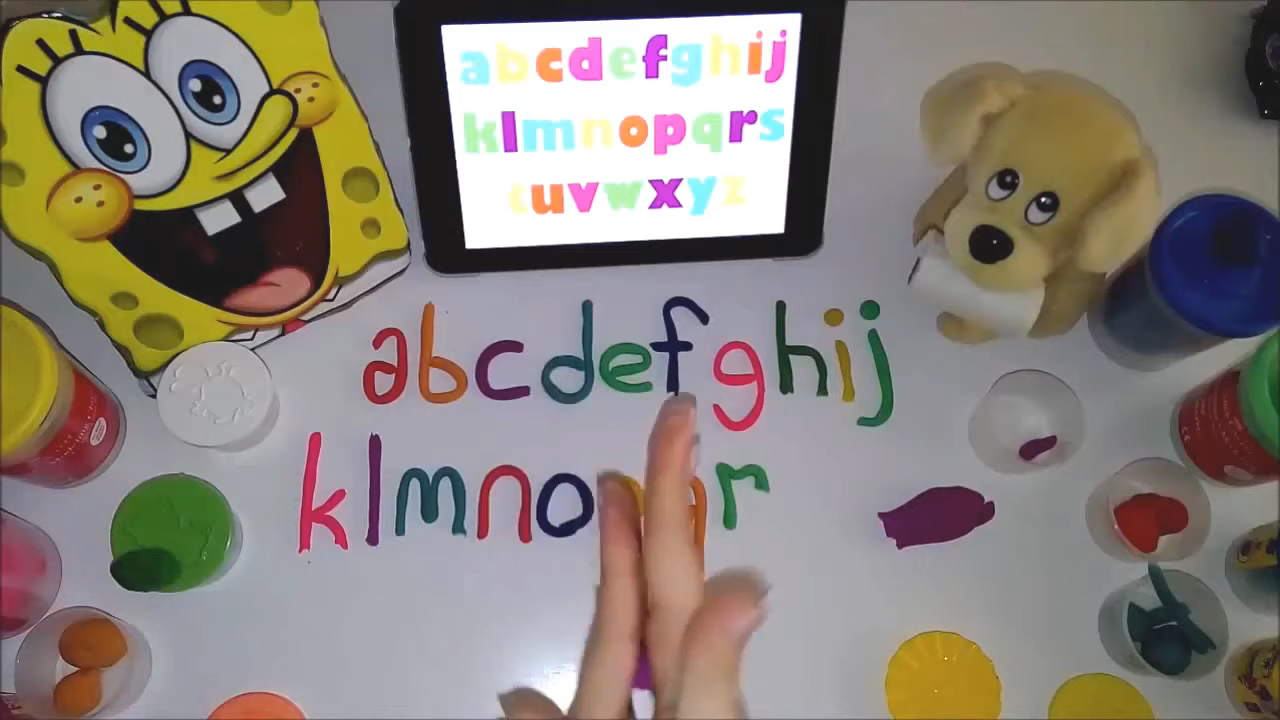 abcdefghij
klmnopqrs
tuvwxyz
abcdefghij
klmno
r